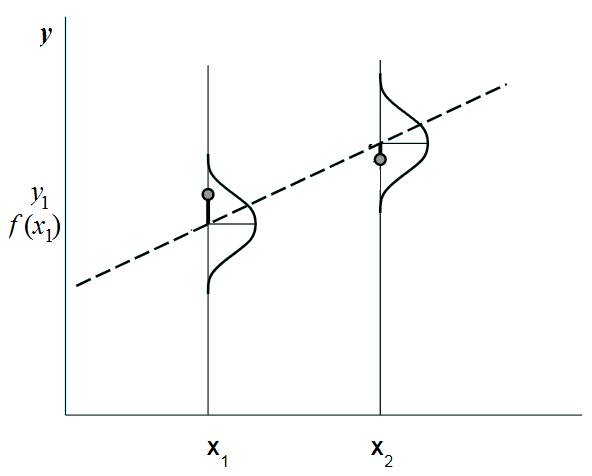 y
y₁
f(x₁)
x₁ x₂